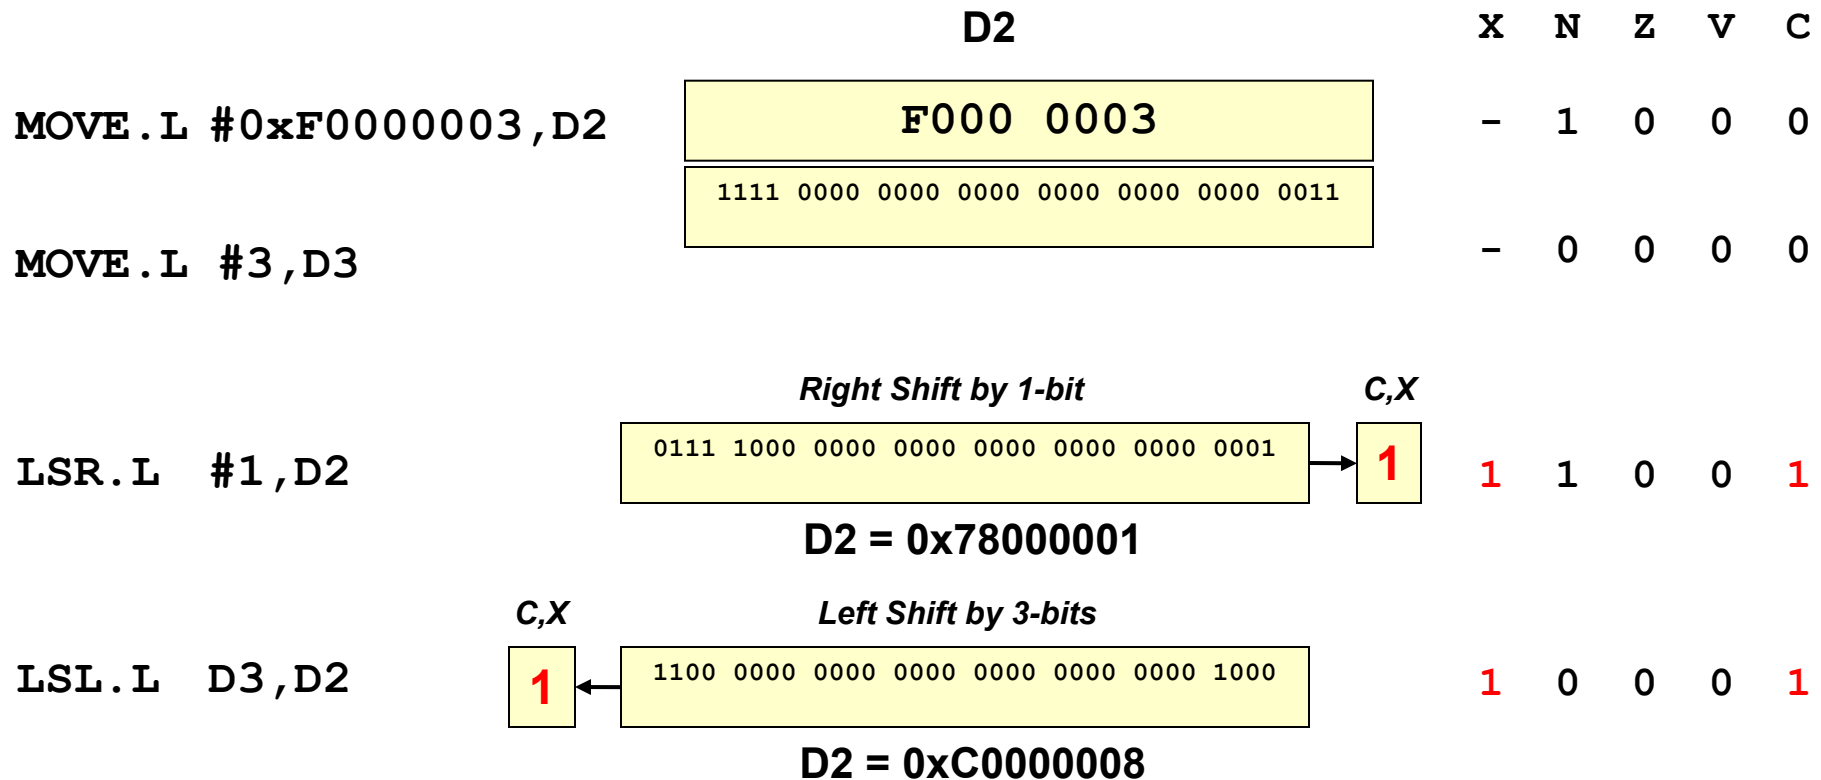 D2 X N Z V C
MOVE.L #0xF0000003,D2 F000 0003 - 1 0 0 0
1111 0000 0000 0000 0000 0000 0000 0011
MOVE.L #3,D3 - 0 0 0 0
Right Shift by 1-bit C,X
LSR.L #1,D2 0111 1000 0000 0000 0000 0000 0000 0001 1 1 1 0 0 1
D2 = 0x78000001
C,X Left Shift by 3-bits
LSL.L D3,D2 1 1100 0000 0000 0000 0000 0000 0000 1000 1 0 0 0 1
D2 = 0xC0000008